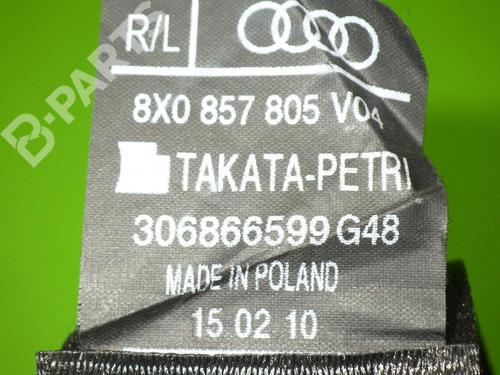 R/L
8X0 857 805 V04
TAKATA-PETRI
306866599 G48
MADE IN POLAND
15 02 10
B-PARTS